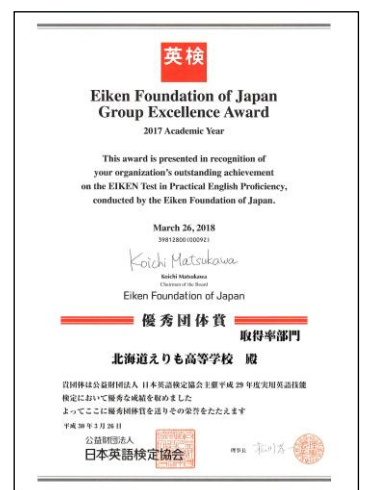 英検
Eiken Foundation of Japan
Group Excellence Award
2017 Academic Year
This award is presented in recognition of
your organization's outstanding achievement
on the EIKEN Test in Practical English Proficiency,
conducted by the Eiken Foundation of Japan.
March 26, 2018
39812800(00092)
Koichi Matsukawa
Koichi Matsukawa
Chairman of the Board
Eiken Foundation of Japan
優秀団体賞
取得率部門
北海道えりも高等学校 殿
貴団体は公益財団法人 日本英語検定協会主催平成 29 年度実用英語技能
検定において優秀な成績を収めました
よってここに優秀団体賞を送りその栄誉をたたえます
平成 30 年 3 月 26 日
公益財団法人
日本英語検定協会
理事長